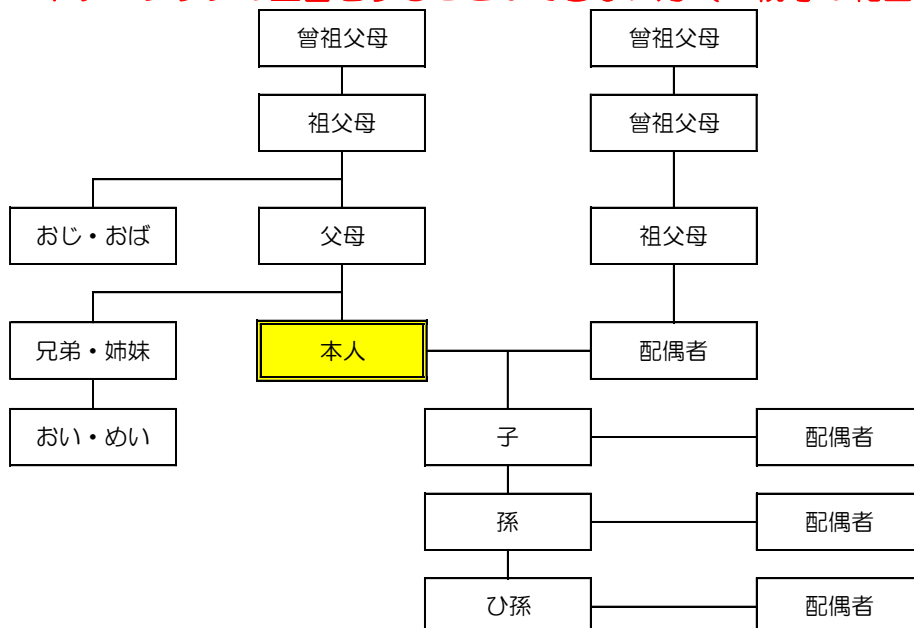 曾祖父母 曾祖父母
祖父母 曾祖父母
おじ・おば 父母 祖父母
兄弟・姉妹 本人 配偶者
おい・めい 子 配偶者
孫 配偶者
ひ孫 配偶者